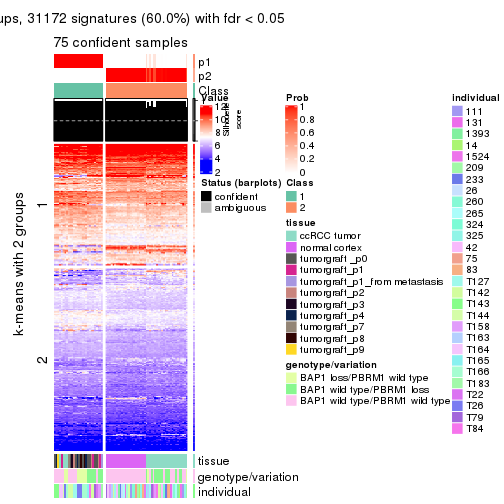 ups, 31172 signatures (60.0%) with fdr < 0.05
75 confident samples
p1
p2
Class
Silhouette
score
k-means with 2 groups
1
2
tissue
genotype/variation
individual
Value
12
10
8
6
4
2
Status (barplots)
confident
ambiguous
Prob
1
0.8
0.6
0.4
0.2
0
Class
1
2
tissue
ccRCC tumor
normal cortex
tumorgraft_p0
tumorgraft_p1
tumorgraft_p1_from metastasis
tumorgraft_p2
tumorgraft_p3
tumorgraft_p4
tumorgraft_p7
tumorgraft_p8
tumorgraft_p9
genotype/variation
BAP1 loss/PBRM1 wild type
BAP1 wild type/PBRM1 loss
BAP1 wild type/PBRM1 wild type
individual
111
131
1393
14
1524
209
233
26
260
265
324
325
42
75
83
T127
T142
T143
T144
T158
T163
T164
T165
T166
T183
T22
T26
T79
T84